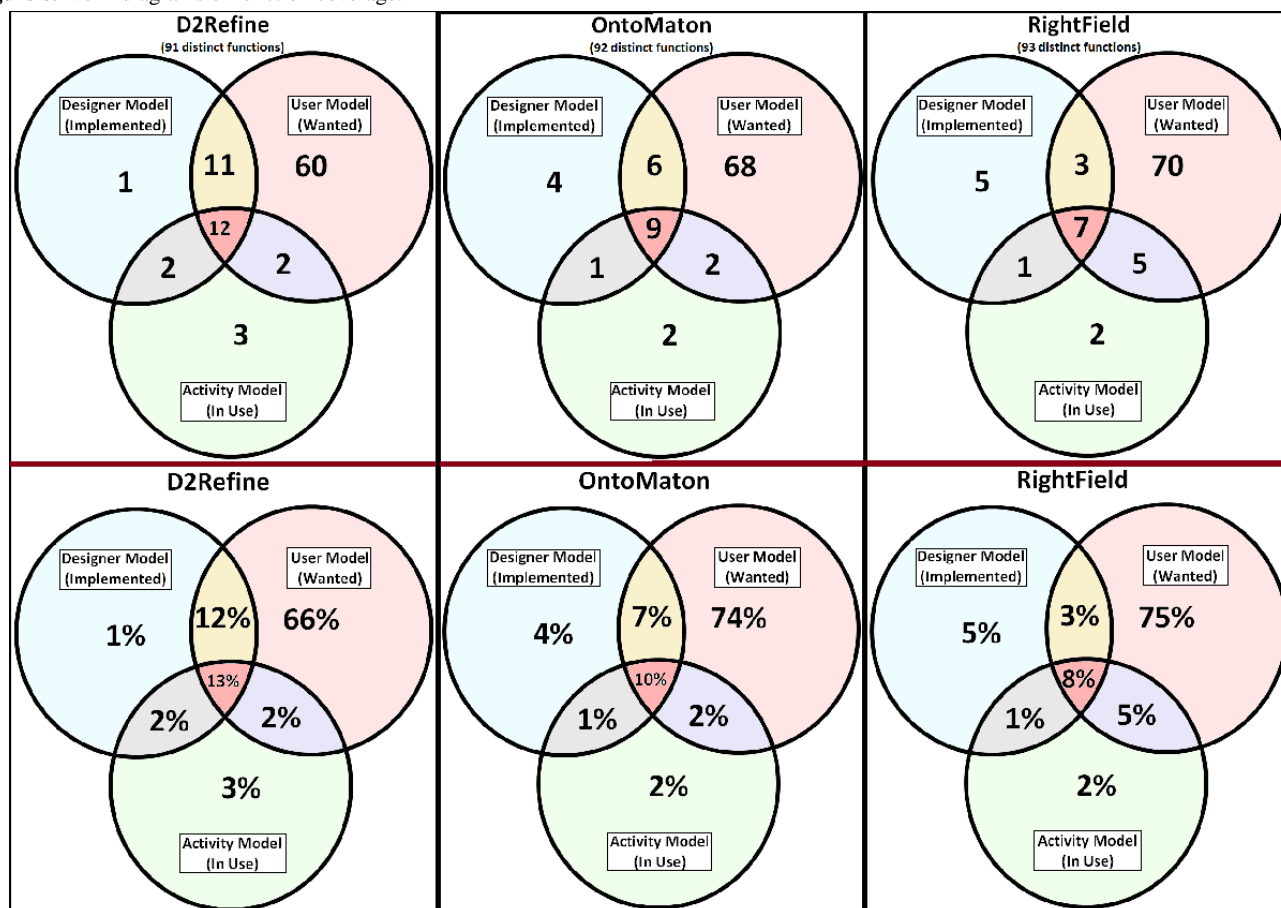 D2Refine
(91 distinct functions)
Designer Model
(Implemented)
User Model
(Wanted)
1
11
60
12
2
2
3
Activity Model
(In Use)
OntoMaton
(92 distinct functions)
Designer Model
(Implemented)
User Model
(Wanted)
4
6
68
9
1
2
2
Activity Model
(In Use)
RightField
(93 distinct functions)
Designer Model
(Implemented)
User Model
(Wanted)
5
3
70
7
1
5
2
Activity Model
(In Use)
D2Refine
Designer Model
(Implemented)
User Model
(Wanted)
1%
12%
66%
13%
2%
2%
3%
Activity Model
(In Use)
OntoMaton
Designer Model
(Implemented)
User Model
(Wanted)
4%
7%
74%
10%
1%
2%
2%
Activity Model
(In Use)
RightField
Designer Model
(Implemented)
User Model
(Wanted)
5%
3%
75%
8%
1%
5%
2%
Activity Model
(In Use)